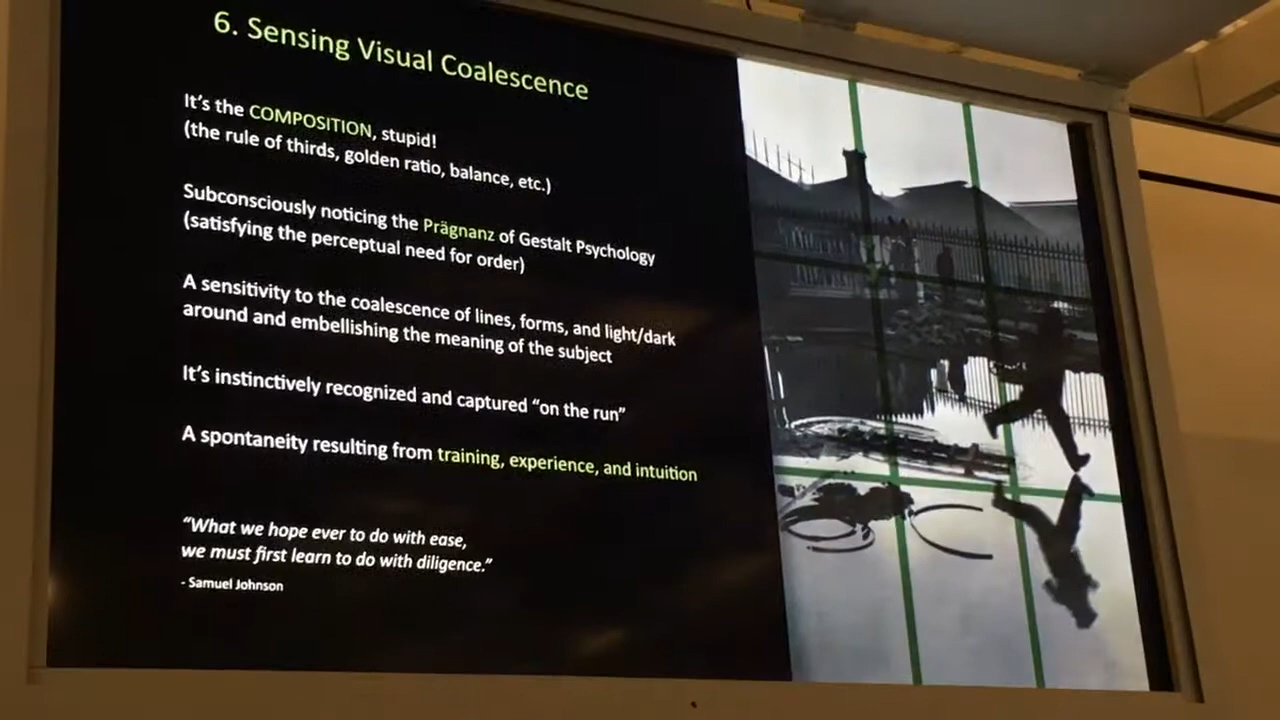 6. Sensing Visual Coalescence
It's the COMPOSITION, stupid!
(the rule of thirds, golden ratio, balance, etc.)
Subconsciously noticing the Prägnanz of Gestalt Psychology
(satisfying the perceptual need for order)
A sensitivity to the coalescence of lines, forms, and light/dark
around and embellishing the meaning of the subject
It's instinctively recognized and captured “on the run”
A spontaneity resulting from training, experience, and intuition
“What we hope ever to do with ease,
we must first learn to do with diligence.”
- Samuel Johnson